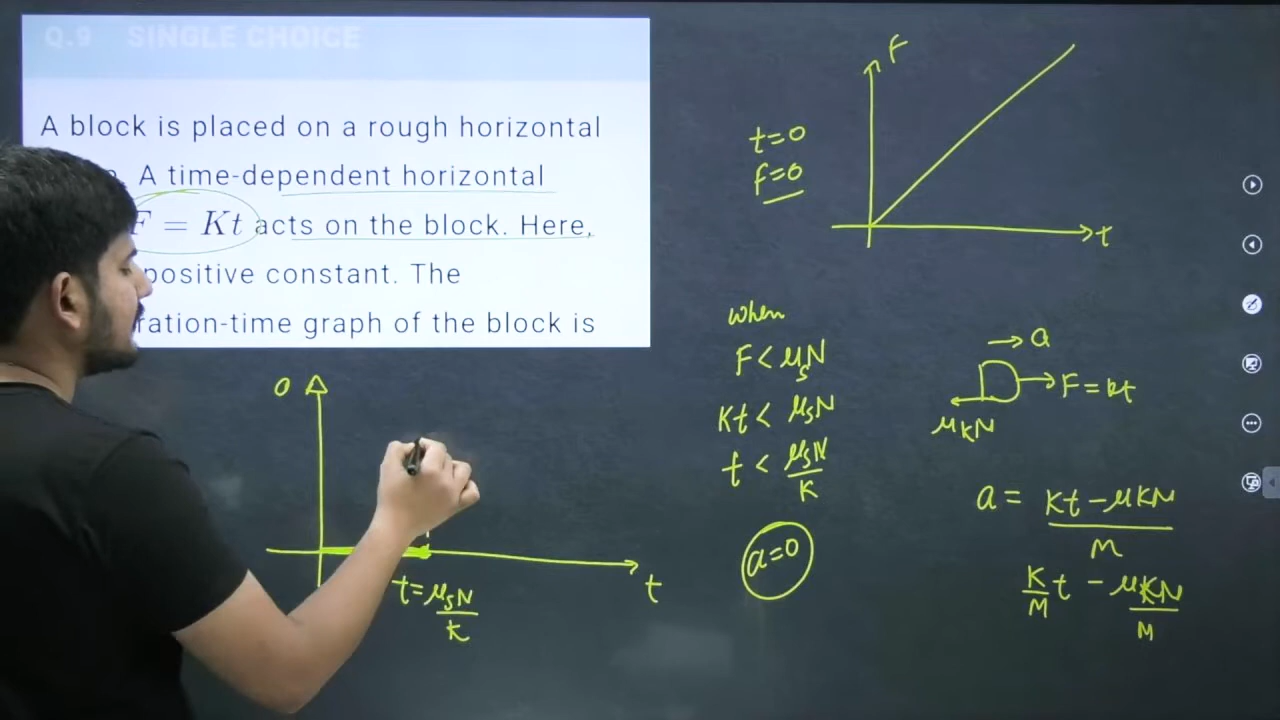 Q.9 SINGLE CHOICE
A block is placed on a rough horizontal
A time-dependent horizontal
F = Kt acts on the block. Here,
positive constant. The
ration-time graph of the block is
F
t=0
f=0
t
when
F < μsN
Kt < μsN
t < μsN/K
a=0
a
F = kt
μKN
a = Kt - μKN / M
K/M t - μKN / M
t = μsN/K
t